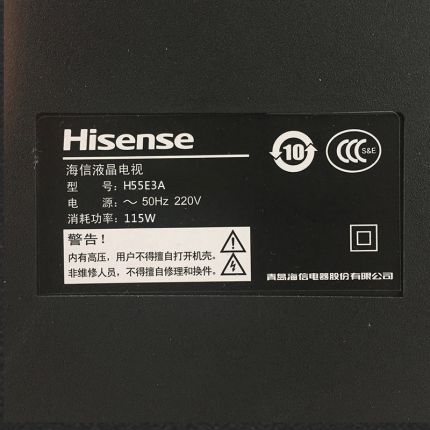 Hisense
海信液晶电视
型 号: H55E3A
电 源: ～ 50Hz 220V
消耗功率: 115W
10
CCC S&E
警告!
内有高压，用户不得擅自打开机壳。
非维修人员，不得擅自修理和换件。
青岛海信电器股份有限公司